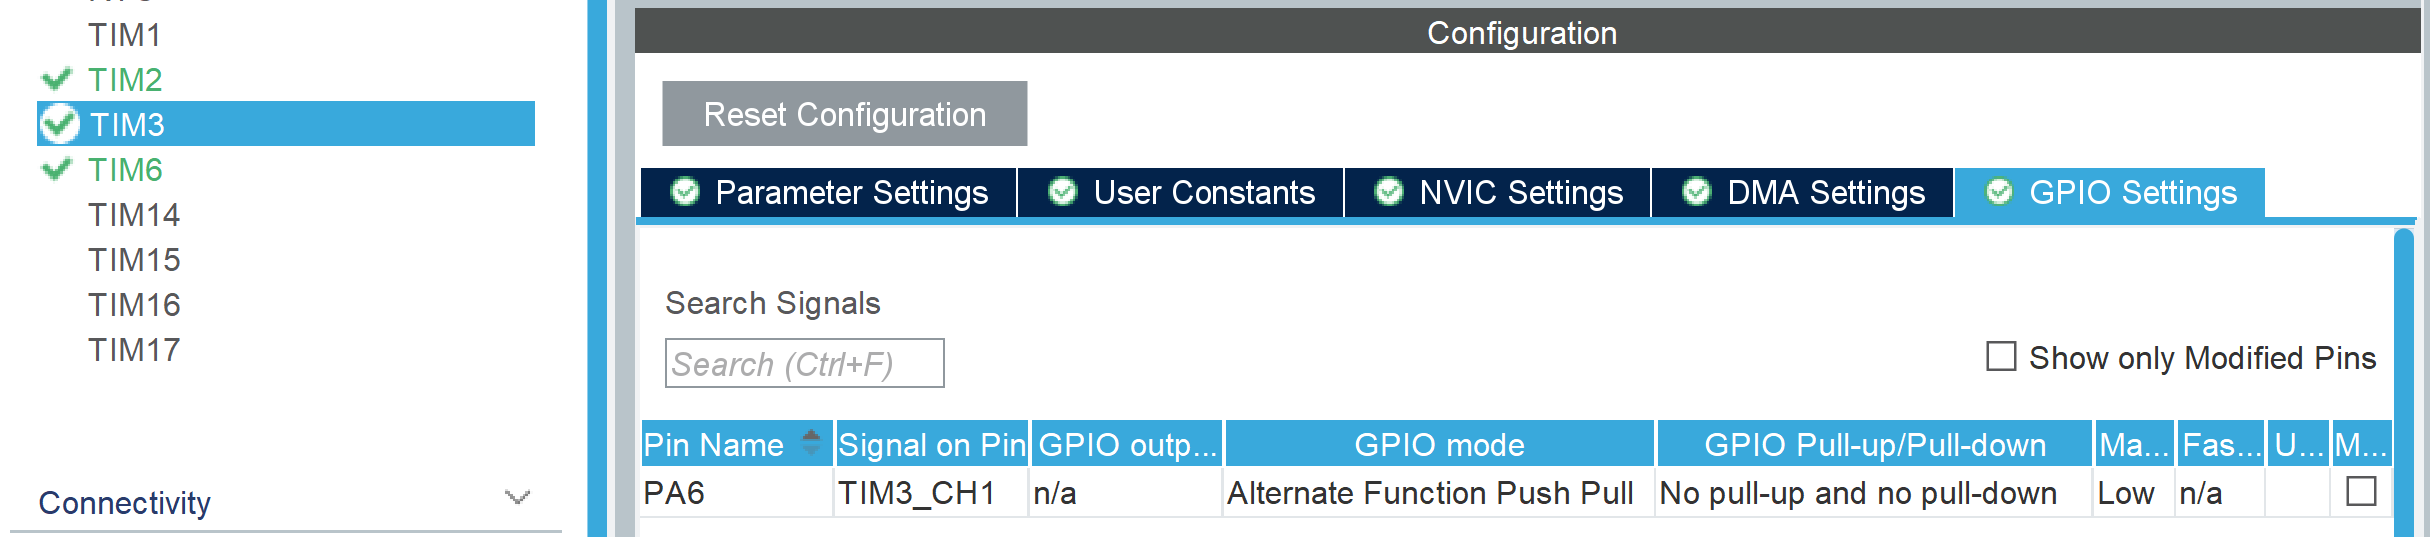 TIM1
TIM2
TIM3
TIM6
TIM14
TIM15
TIM16
TIM17
Connectivity
Configuration
Reset Configuration
Parameter Settings User Constants NVIC Settings DMA Settings GPIO Settings
Search Signals
Search (Ctrl+F)
Show only Modified Pins
Pin Name Signal on Pin GPIO outp... GPIO mode GPIO Pull-up/Pull-down Ma... Fas... U... M...
PA6 TIM3_CH1 n/a Alternate Function Push Pull No pull-up and no pull-down Low n/a